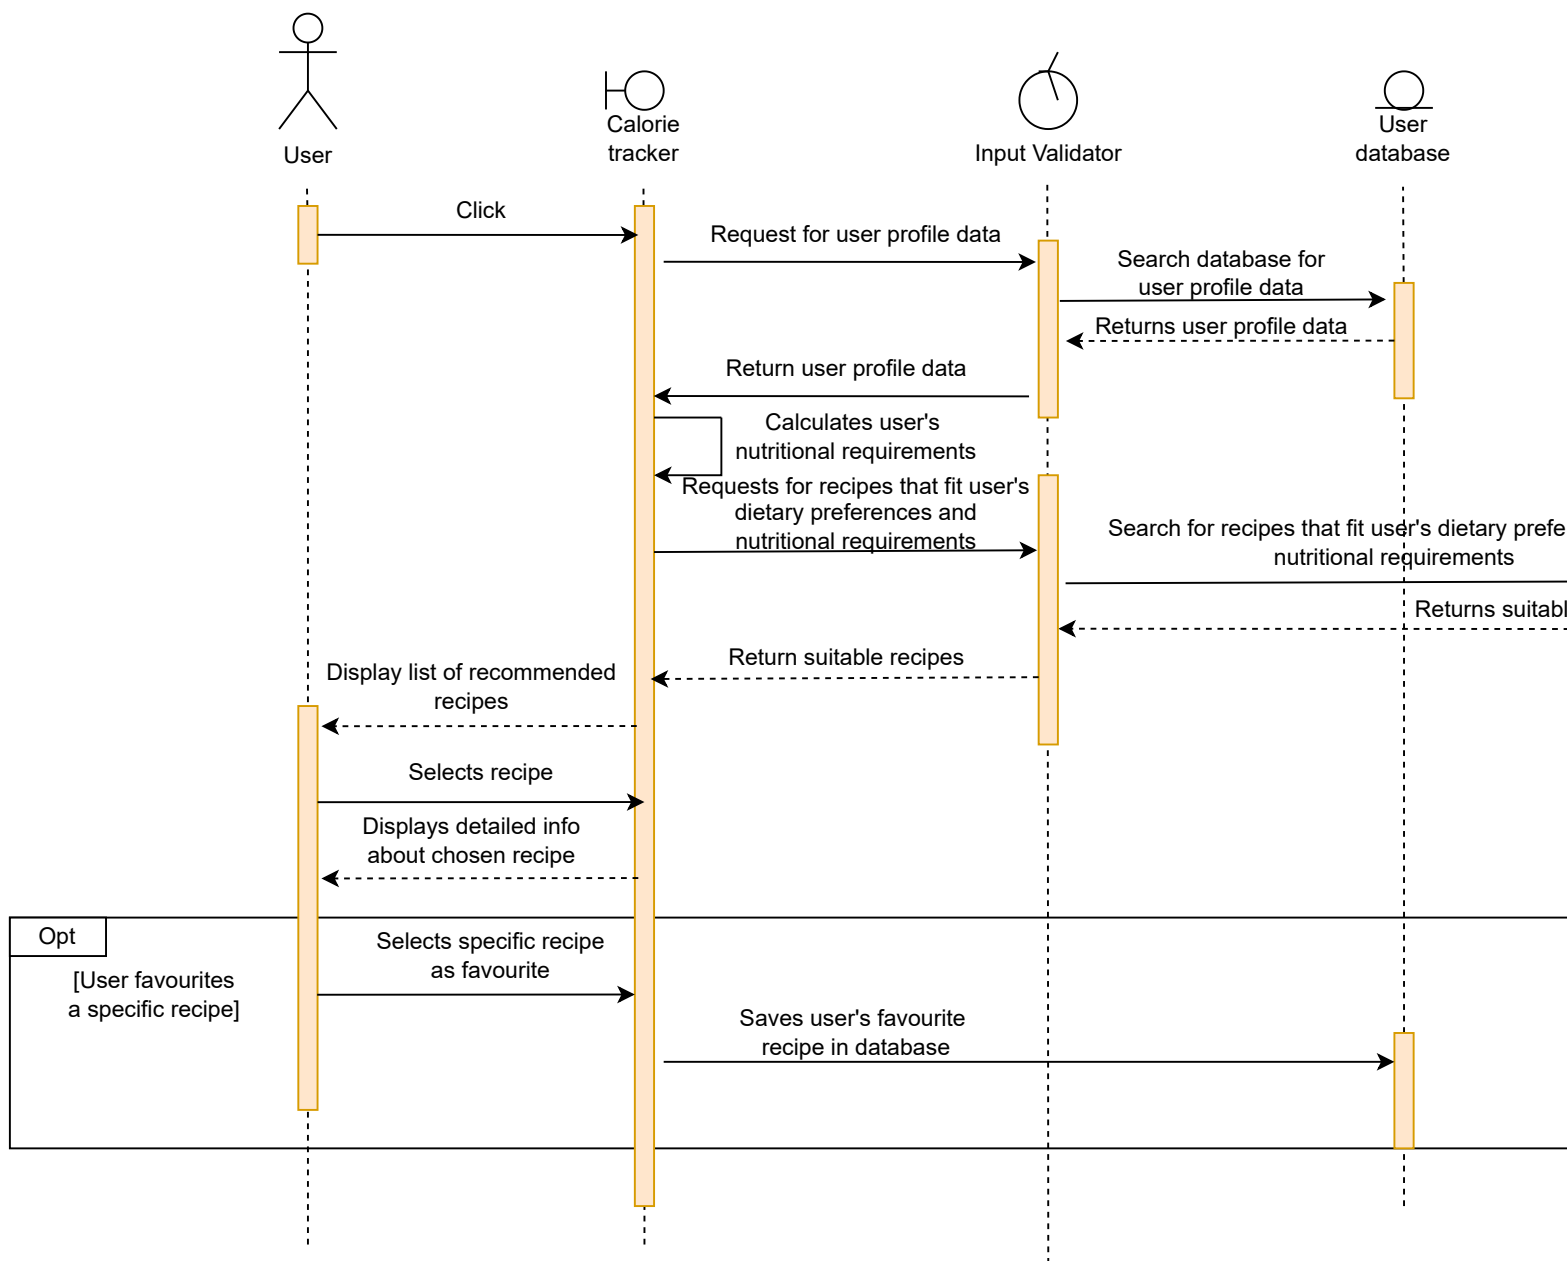 User
Calorie
tracker
Input Validator
User
database
Click
Request for user profile data
Search database for
user profile data
Returns user profile data
Return user profile data
Calculates user's
nutritional requirements
Requests for recipes that fit user's
dietary preferences and
nutritional requirements
Search for recipes that fit user's dietary prefe
nutritional requirements
Returns suitabl
Return suitable recipes
Display list of recommended
recipes
Selects recipe
Displays detailed info
about chosen recipe
Opt
[User favourites
a specific recipe]
Selects specific recipe
as favourite
Saves user's favourite
recipe in database